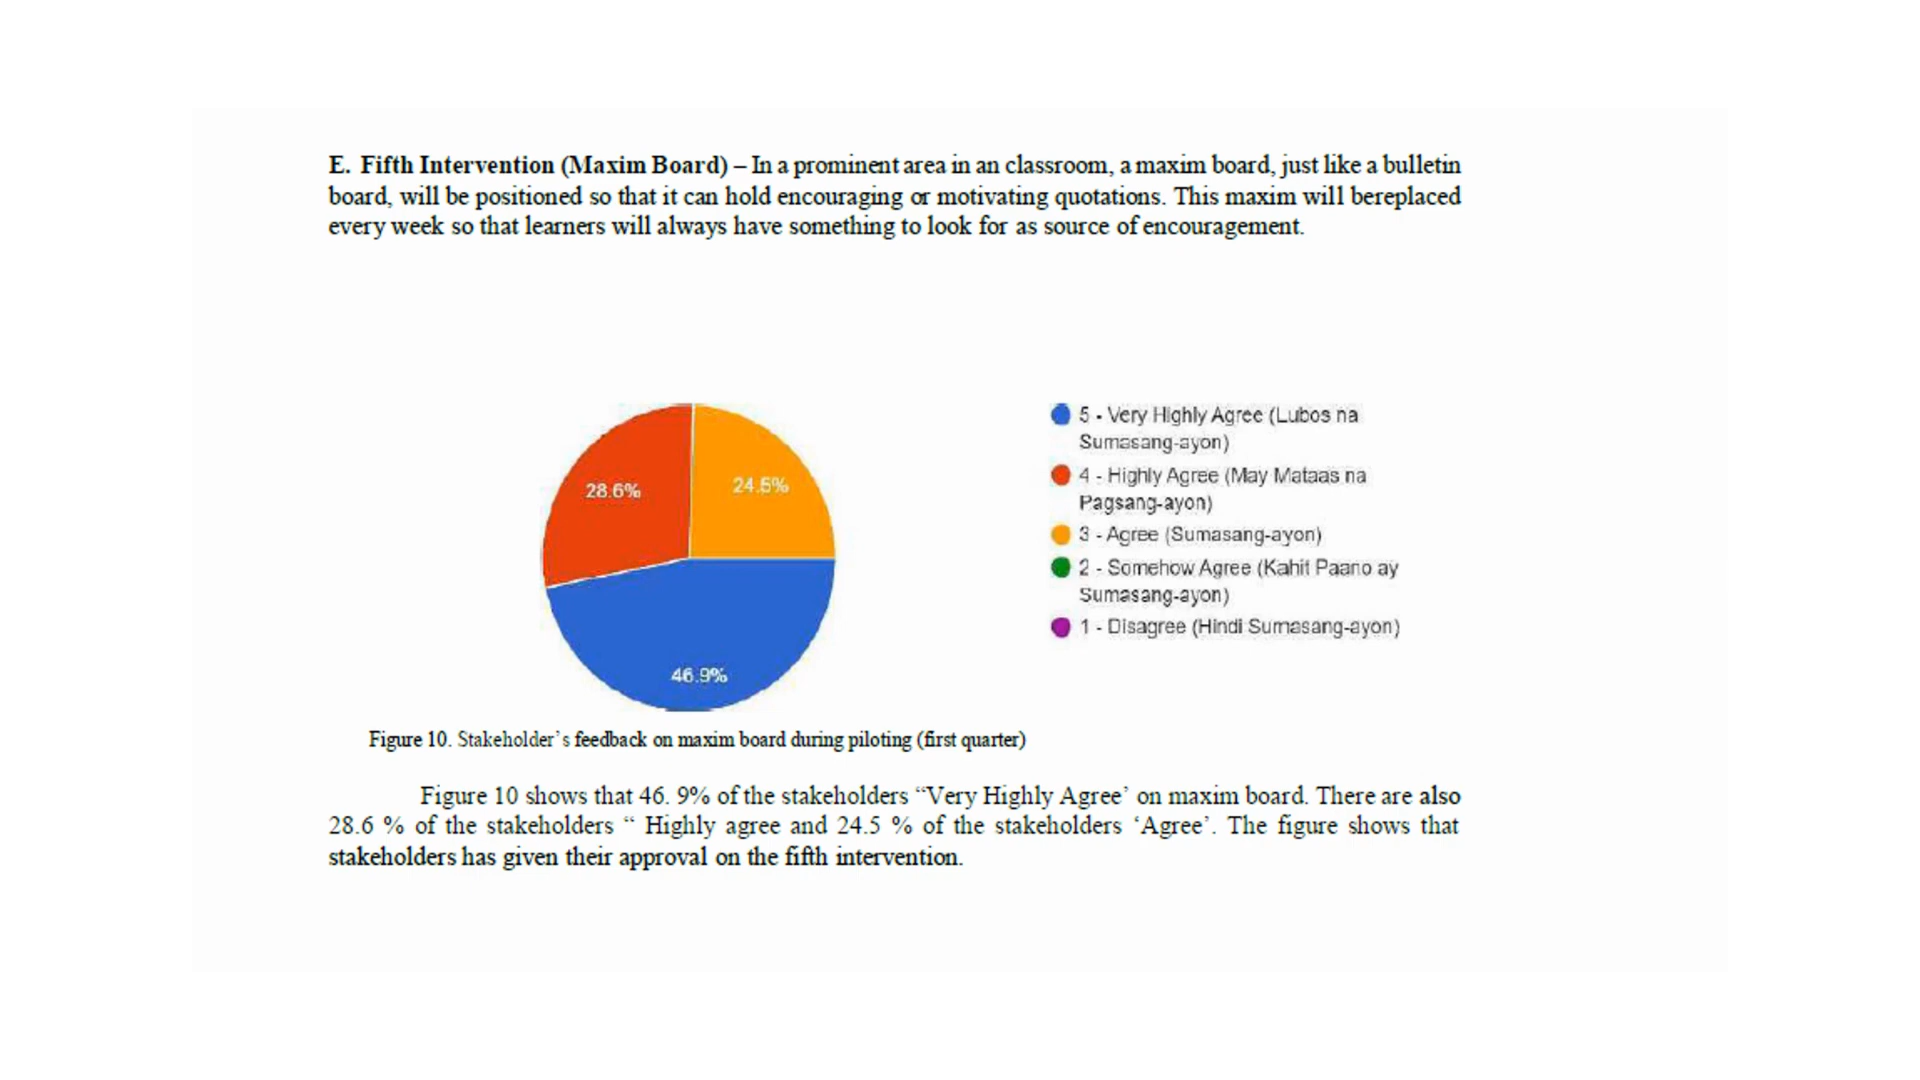 E. Fifth Intervention (Maxim Board) – In a prominent area in an classroom, a maxim board, just like a bulletin
board, will be positioned so that it can hold encouraging or motivating quotations. This maxim will bereplaced
every week so that learners will always have something to look for as source of encouragement.
28.6%
24.5%
46.9%
5 - Very Highly Agree (Lubos na
Sumasang-ayon)
4 - Highly Agree (May Mataas na
Pagsang-ayon)
3 - Agree (Sumasang-ayon)
2 - Somehow Agree (Kahit Paano ay
Sumasang-ayon)
1 - Disagree (Hindi Sumasang-ayon)
Figure 10. Stakeholder’s feedback on maxim board during piloting (first quarter)
Figure 10 shows that 46. 9% of the stakeholders “Very Highly Agree’ on maxim board. There are also
28.6 % of the stakeholders “ Highly agree and 24.5 % of the stakeholders ‘Agree’. The figure shows that
stakeholders has given their approval on the fifth intervention.